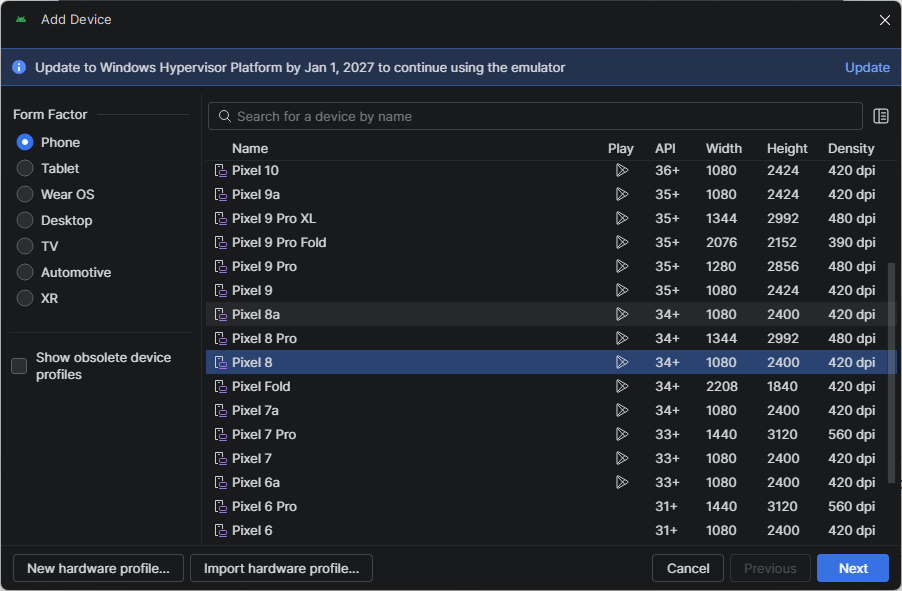 Add Device
Update to Windows Hypervisor Platform by Jan 1, 2027 to continue using the emulator Update
Form Factor
Phone
Tablet
Wear OS
Desktop
TV
Automotive
XR
Show obsolete device
profiles
Search for a device by name
Name Play API Width Height Density
Pixel 10 36+ 1080 2424 420 dpi
Pixel 9a 35+ 1080 2424 420 dpi
Pixel 9 Pro XL 35+ 1344 2992 480 dpi
Pixel 9 Pro Fold 35+ 2076 2152 390 dpi
Pixel 9 Pro 35+ 1280 2856 480 dpi
Pixel 9 35+ 1080 2424 420 dpi
Pixel 8a 34+ 1080 2400 420 dpi
Pixel 8 Pro 34+ 1344 2992 480 dpi
Pixel 8 34+ 1080 2400 420 dpi
Pixel Fold 34+ 2208 1840 420 dpi
Pixel 7a 34+ 1080 2400 420 dpi
Pixel 7 Pro 33+ 1440 3120 560 dpi
Pixel 7 33+ 1080 2400 420 dpi
Pixel 6a 33+ 1080 2400 420 dpi
Pixel 6 Pro 31+ 1440 3120 560 dpi
Pixel 6 31+ 1080 2400 420 dpi
New hardware profile... Import hardware profile... Cancel Previous Next